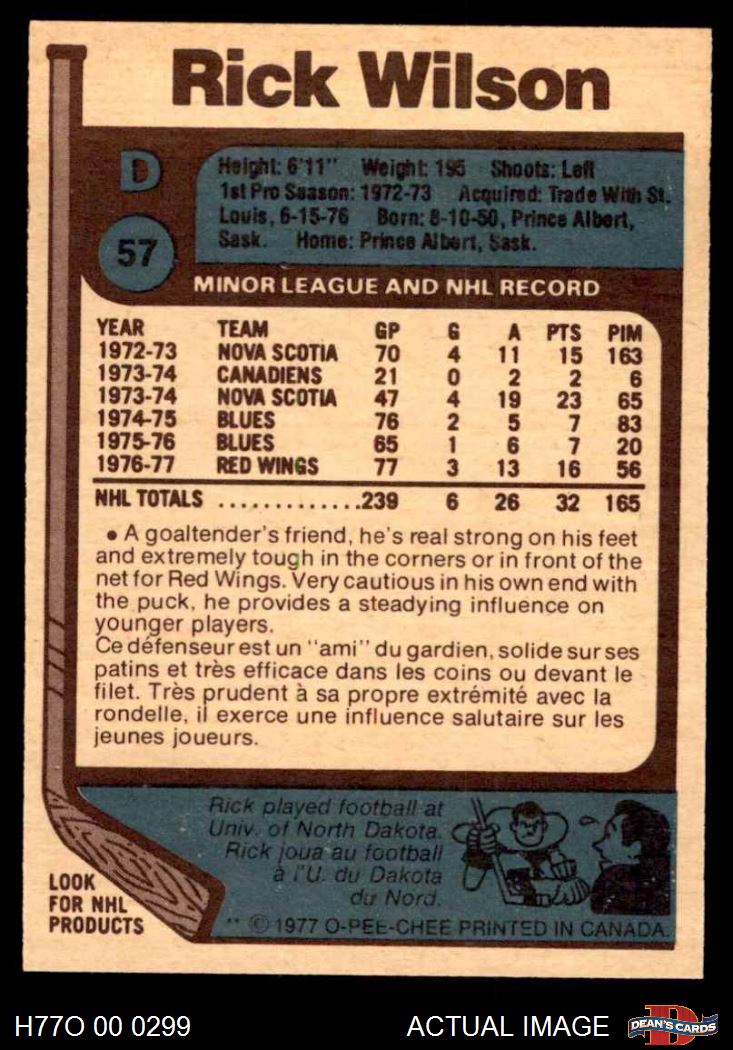 Rick Wilson
D
57
Height: 6'11" Weight: 195 Shoots: Left
1st Pro Season: 1972-73 Acquired: Trade With St.
Louis, 6-15-76 Born: 8-10-50, Prince Albert,
Sask. Home: Prince Albert, Sask.
MINOR LEAGUE AND NHL RECORD
YEAR TEAM GP G A PTS PIM
1972-73 NOVA SCOTIA 70 4 11 15 163
1973-74 CANADIENS 21 0 2 2 6
1973-74 NOVA SCOTIA 47 4 19 23 65
1974-75 BLUES 76 2 5 7 83
1975-76 BLUES 65 1 6 7 20
1976-77 RED WINGS 77 3 13 16 56
NHL TOTALS .............239 6 26 32 165
• A goaltender's friend, he's real strong on his feet
and extremely tough in the corners or in front of the
net for Red Wings. Very cautious in his own end with
the puck, he provides a steadying influence on
younger players.
Ce défenseur est un "ami" du gardien, solide sur ses
patins et très efficace dans les coins ou devant le
filet. Très prudent à sa propre extrémité avec la
rondelle, il exerce une influence salutaire sur les
jeunes joueurs.
Rick played football at
Univ. of North Dakota.
Rick joua au football
à l'U. du Dakota
du Nord.
LOOK
FOR NHL
PRODUCTS
** © 1977 O-PEE-CHEE PRINTED IN CANADA.
H77O 00 0299 ACTUAL IMAGE
DEAN'S CARDS